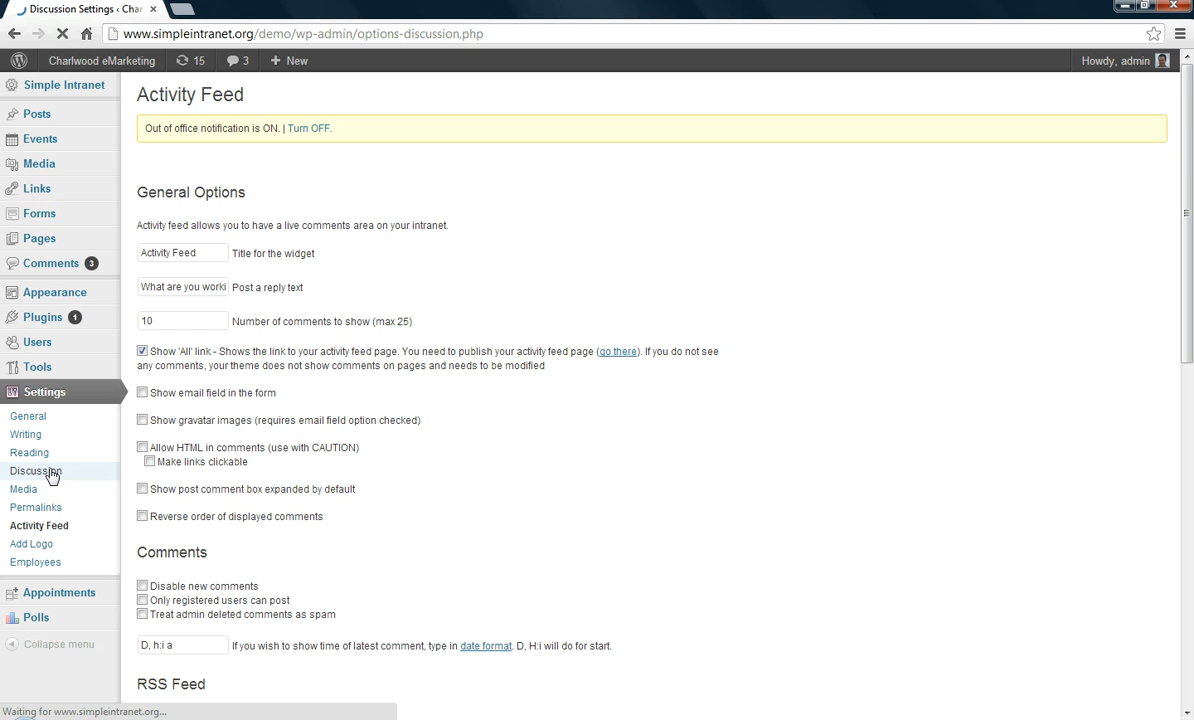 Discussion Settings ‹ Char
www.simpleintranet.org/demo/wp-admin/options-discussion.php
Charlwood eMarketing
15
3
+ New
Howdy, admin
Simple Intranet
Posts
Events
Media
Links
Forms
Pages
Comments 3
Appearance
Plugins 1
Users
Tools
Settings
General
Writing
Reading
Discussion
Media
Permalinks
Activity Feed
Add Logo
Employees
Appointments
Polls
Collapse menu
Activity Feed
Out of office notification is ON. | Turn OFF.
General Options
Activity feed allows you to have a live comments area on your intranet.
Activity Feed Title for the widget
What are you worki Post a reply text
10 Number of comments to show (max 25)
Show 'All' link - Shows the link to your activity feed page. You need to publish your activity feed page (go there). If you do not see
any comments, your theme does not show comments on pages and needs to be modified
Show email field in the form
Show gravatar images (requires email field option checked)
Allow HTML in comments (use with CAUTION)
Make links clickable
Show post comment box expanded by default
Reverse order of displayed comments
Comments
Disable new comments
Only registered users can post
Treat admin deleted comments as spam
D, h:i a If you wish to show time of latest comment, type in date format. D, H:i will do for start.
RSS Feed
Waiting for www.simpleintranet.org...